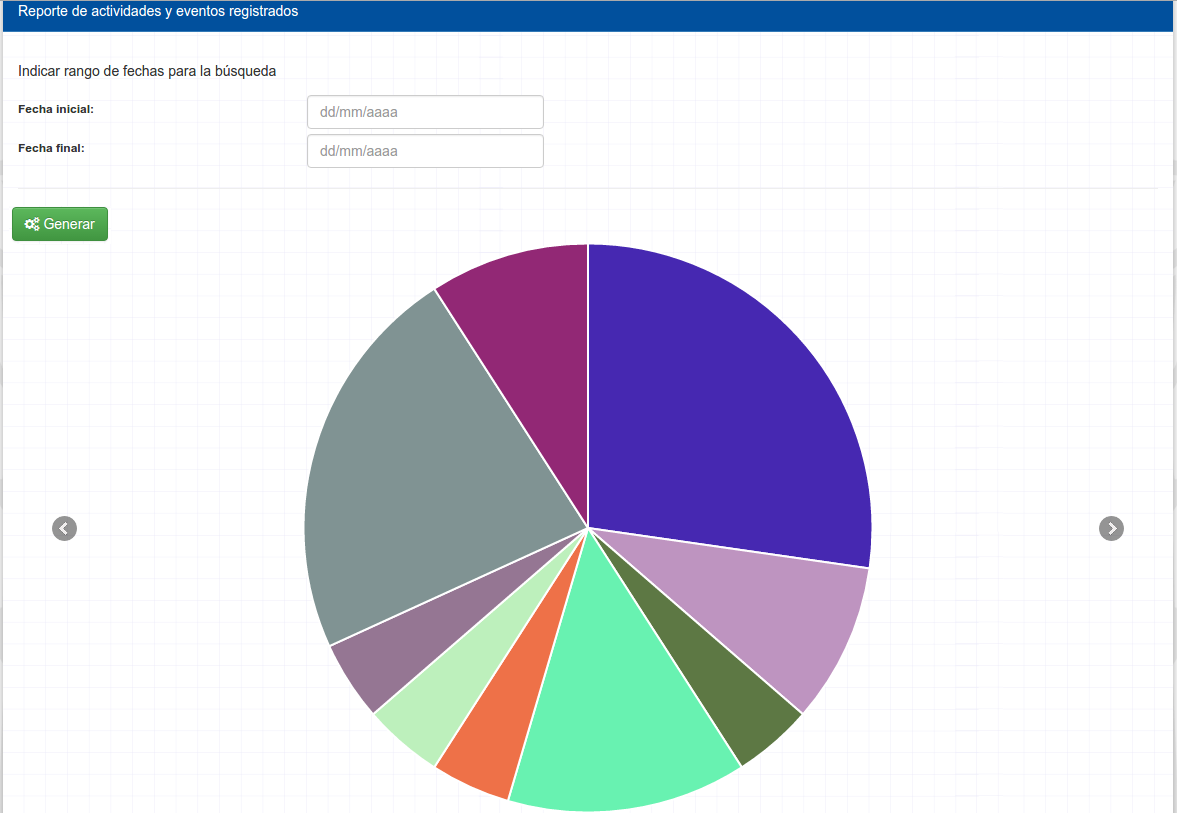 Reporte de actividades y eventos registrados
Indicar rango de fechas para la búsqueda
Fecha inicial: dd/mm/aaaa
Fecha final: dd/mm/aaaa
Generar